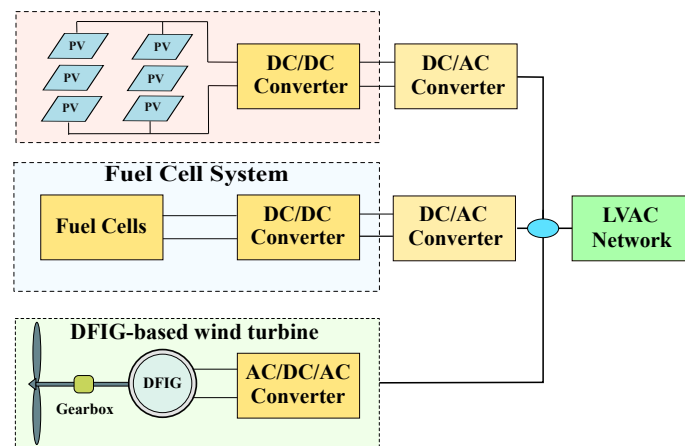 PV
PV
PV
PV
PV
PV
DC/DC
Converter
DC/AC
Converter
Fuel Cell System
Fuel Cells
DC/DC
Converter
DC/AC
Converter
LVAC
Network
DFIG-based wind turbine
Gearbox
DFIG
AC/DC/AC
Converter